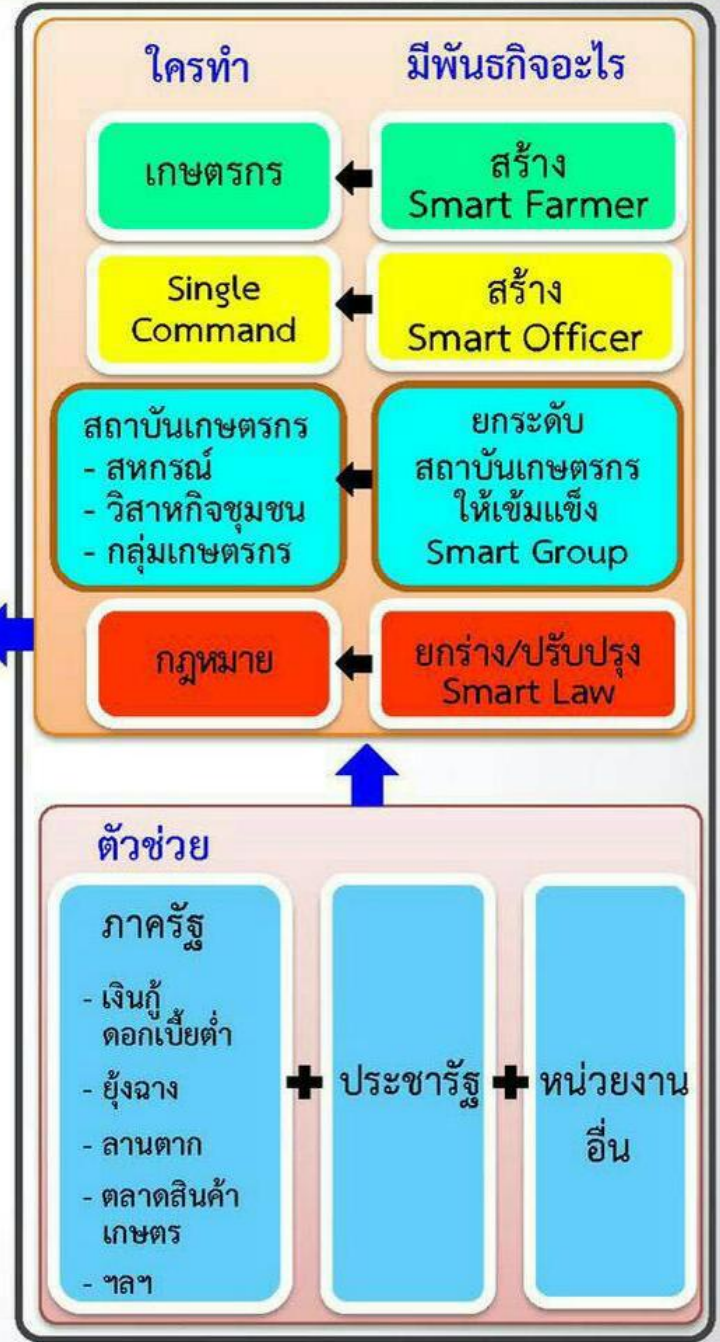 ใครทำ
มีพันธกิจอะไร
เกษตรกร
สร้าง
Smart Farmer
Single
Command
สร้าง
Smart Officer
สถาบันเกษตรกร
- สหกรณ์
- วิสาหกิจชุมชน
- กลุ่มเกษตรกร
ยกระดับ
สถาบันเกษตรกร
ให้เข้มแข็ง
Smart Group
กฎหมาย
ยกร่าง/ปรับปรุง
Smart Law
ตัวช่วย
ภาครัฐ
- เงินกู้
ดอกเบี้ยต่ำ
- ยุ้งฉาง
- ลานตาก
- ตลาดสินค้า
เกษตร
- ฯลฯ
ประชารัฐ
หน่วยงาน
อื่น